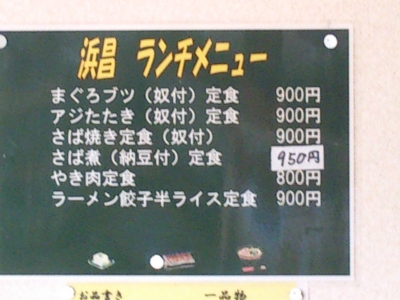 浜昌 ランチメニュー
まぐろブツ（奴付）定食 900円
アジたたき（奴付）定食 900円
さば焼き定食（奴付） 900円
さば煮（納豆付）定食 950円
やき肉定食 800円
ラーメン餃子半ライス定食 900円
お品書き 一品物